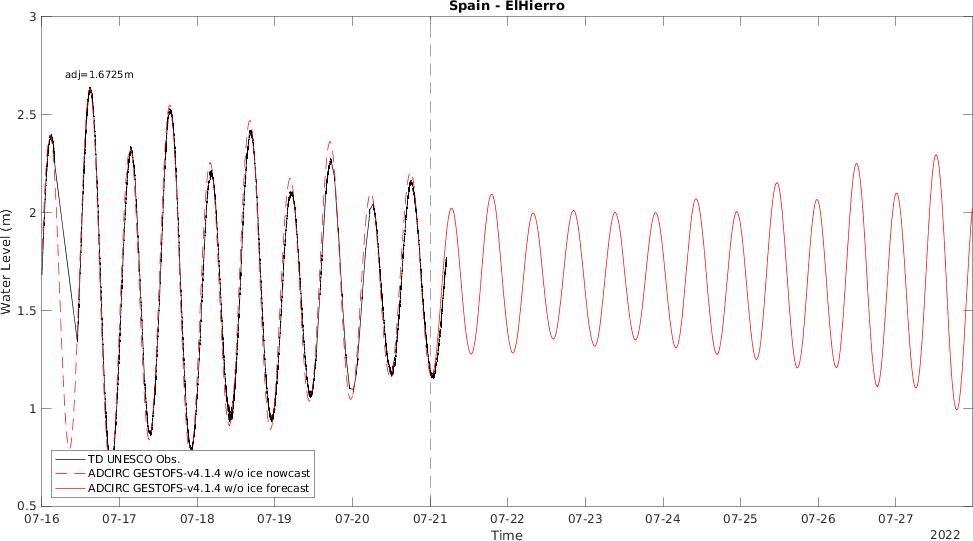 Spain - ElHierro
adj=1.6725m
Water Level (m)
3
2.5
2
1.5
1
0.5
TD UNESCO Obs.
ADCIRC GESTOFS-v4.1.4 w/o ice nowcast
ADCIRC GESTOFS-v4.1.4 w/o ice forecast
07-16 07-17 07-18 07-19 07-20 07-21 07-22 07-23 07-24 07-25 07-26 07-27
Time
2022